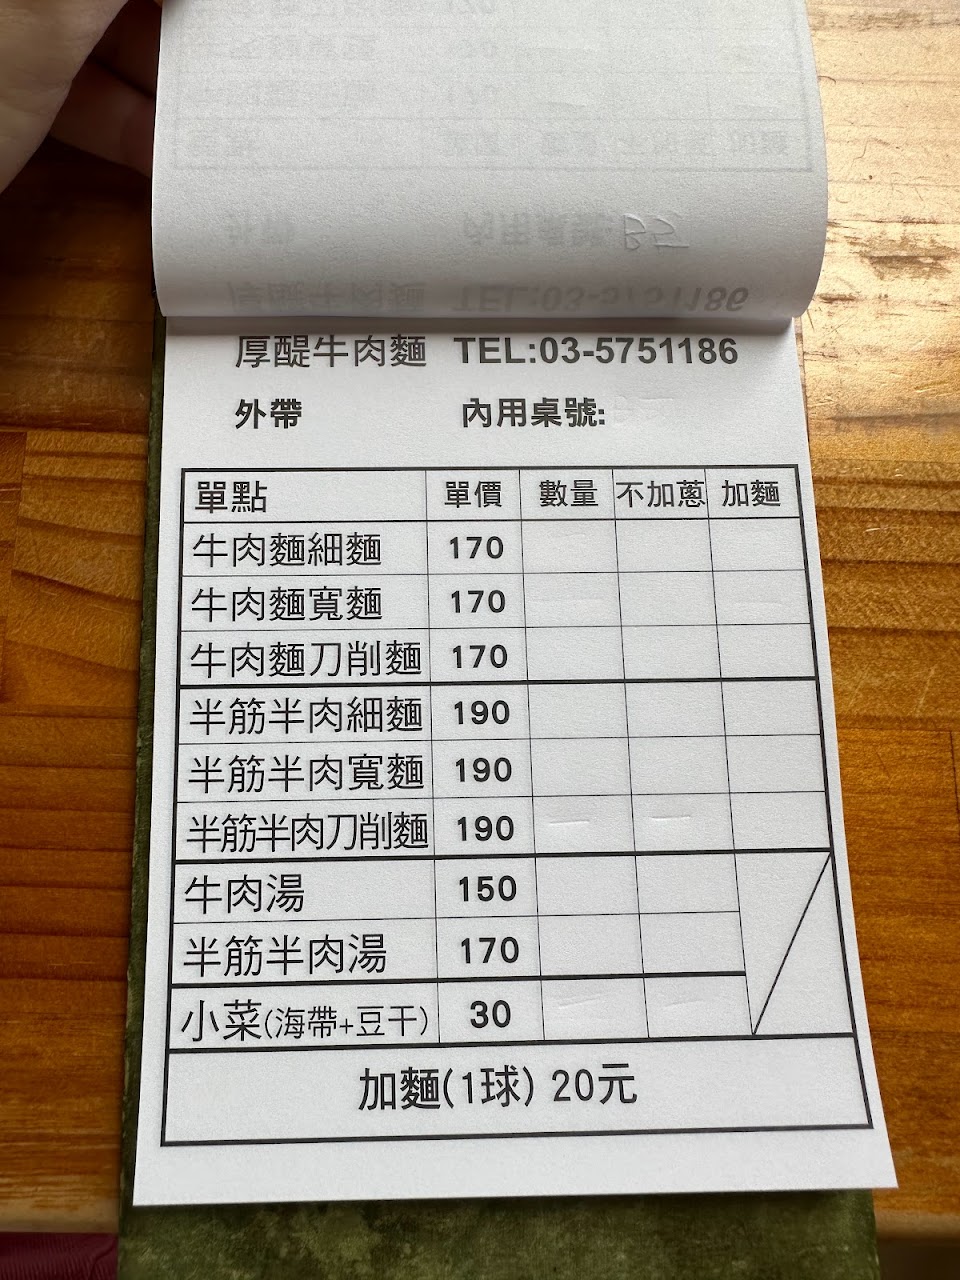 厚醍牛肉麵 TEL:03-5751186
外帶 內用桌號:
單點 單價 數量 不加蔥 加麵
牛肉麵細麵 170
牛肉麵寬麵 170
牛肉麵刀削麵 170
半筋半肉細麵 190
半筋半肉寬麵 190
半筋半肉刀削麵 190
牛肉湯 150
半筋半肉湯 170
小菜(海帶+豆干) 30
加麵(1球) 20元